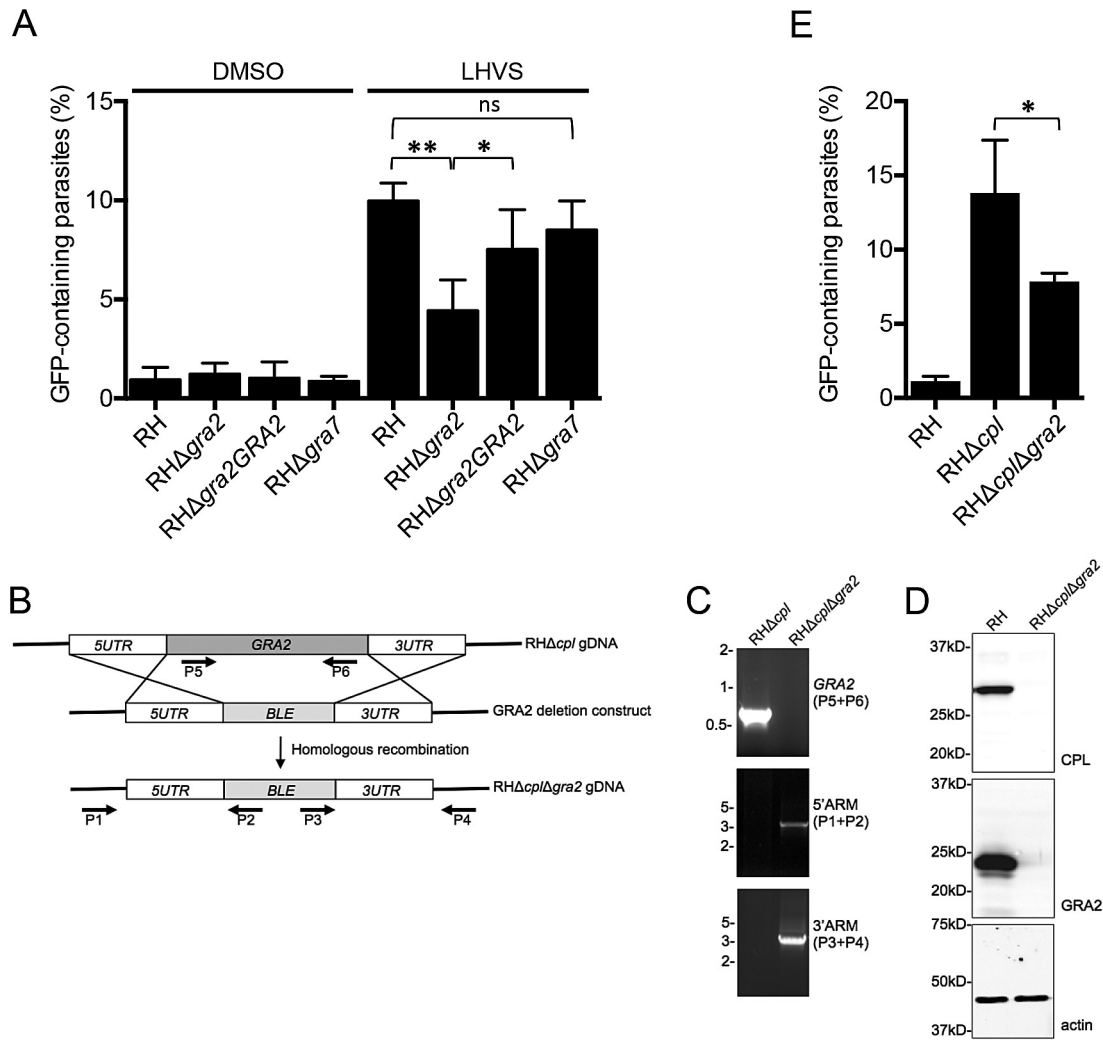 A
DMSO
LHVS
GFP-containing parasites (%)
15
10
5
0
ns
**
*
RH
RHΔgra2
RHΔgra2GRA2
RHΔgra7
RH
RHΔgra2
RHΔgra2GRA2
RHΔgra7
E
GFP-containing parasites (%)
20
15
10
5
0
*
RH
RHΔcpl
RHΔcplΔgra2
B
5UTR
GRA2
3UTR
RHΔcpl gDNA
P5
P6
5UTR
BLE
3UTR
GRA2 deletion construct
Homologous recombination
5UTR
BLE
3UTR
RHΔcplΔgra2 gDNA
P1
P2
P3
P4
C
RHΔcpl
RHΔcplΔgra2
2-
1-
0.5-
GRA2
(P5+P6)
5-
3-
2-
5'ARM
(P1+P2)
5-
3-
2-
3'ARM
(P3+P4)
D
RH
RHΔcplΔgra2
37kD-
25kD-
20kD-
CPL
37kD-
25kD-
20kD-
GRA2
75kD-
50kD-
37kD-
actin